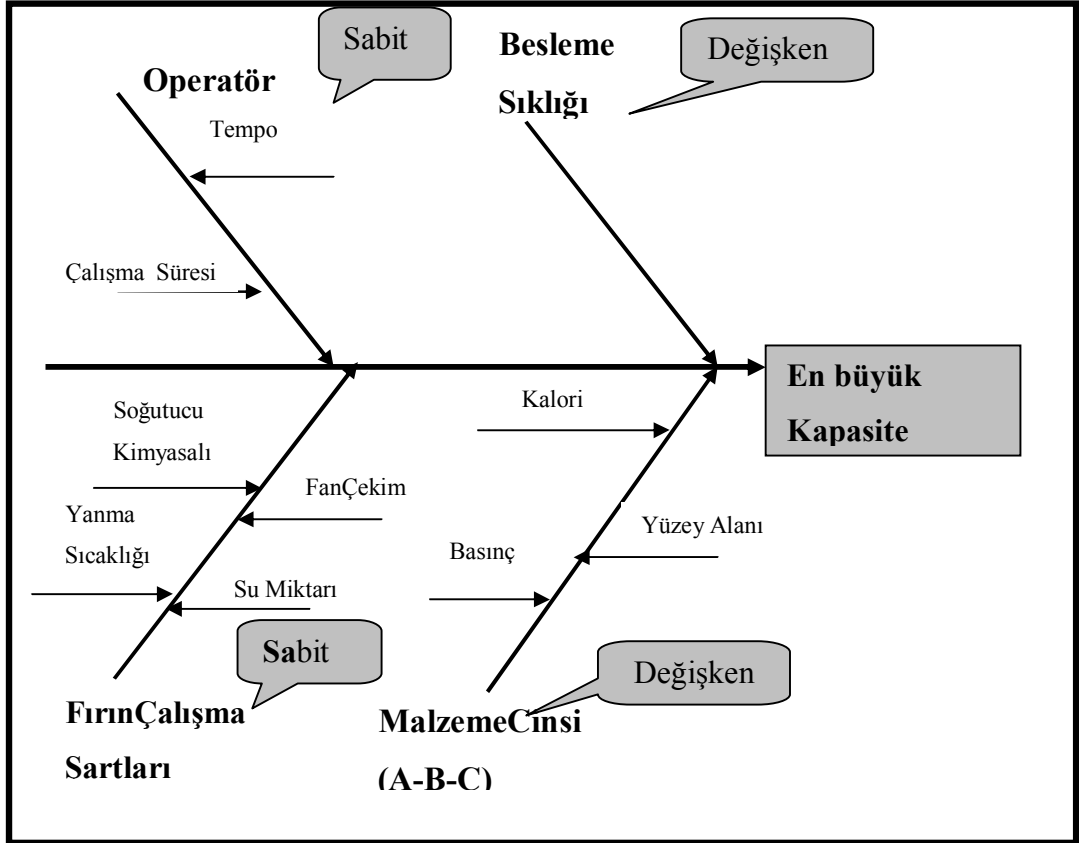 Sabit
Besleme
Sıklığı
Değişken
Operatör
Tempo
Çalışma Süresi
En büyük
Kapasite
Kalori
Soğutucu
Kimyasalı
FanÇekim
Yanma
Sıcaklığı
Yüzey Alanı
Basınç
Su Miktarı
Sabit
Değişken
FırınÇalışma
Sartları
MalzemeCinsi
(A-B-C)